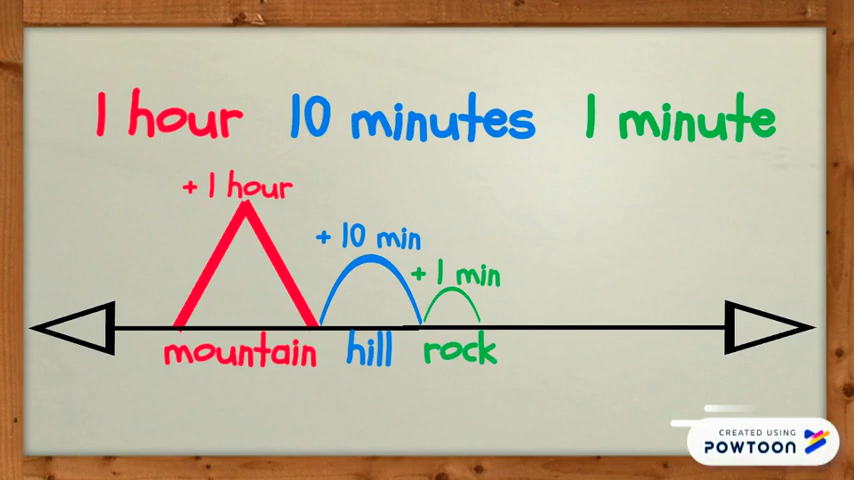 1 hour 10 minutes 1 minute
+ 1 hour
+ 10 min
+ 1 min
mountain hill rock
CREATED USING
POWTOON